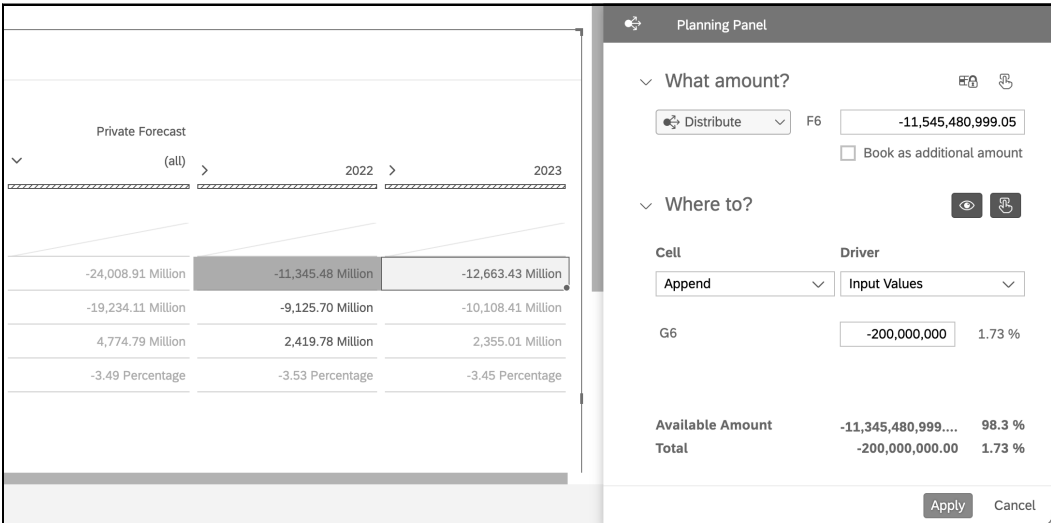 Private Forecast
(all)
2022
2023
-24,008.91 Million
-11,345.48 Million
-12,663.43 Million
-19,234.11 Million
-9,125.70 Million
-10,108.41 Million
4,774.79 Million
2,419.78 Million
2,355.01 Million
-3.49 Percentage
-3.53 Percentage
-3.45 Percentage
Planning Panel
What amount?
Distribute
F6
-11,545,480,999.05
Book as additional amount
Where to?
Cell
Driver
Append
Input Values
G6
-200,000,000
1.73 %
Available Amount
-11,345,480,999....
98.3 %
Total
-200,000,000.00
1.73 %
Apply
Cancel